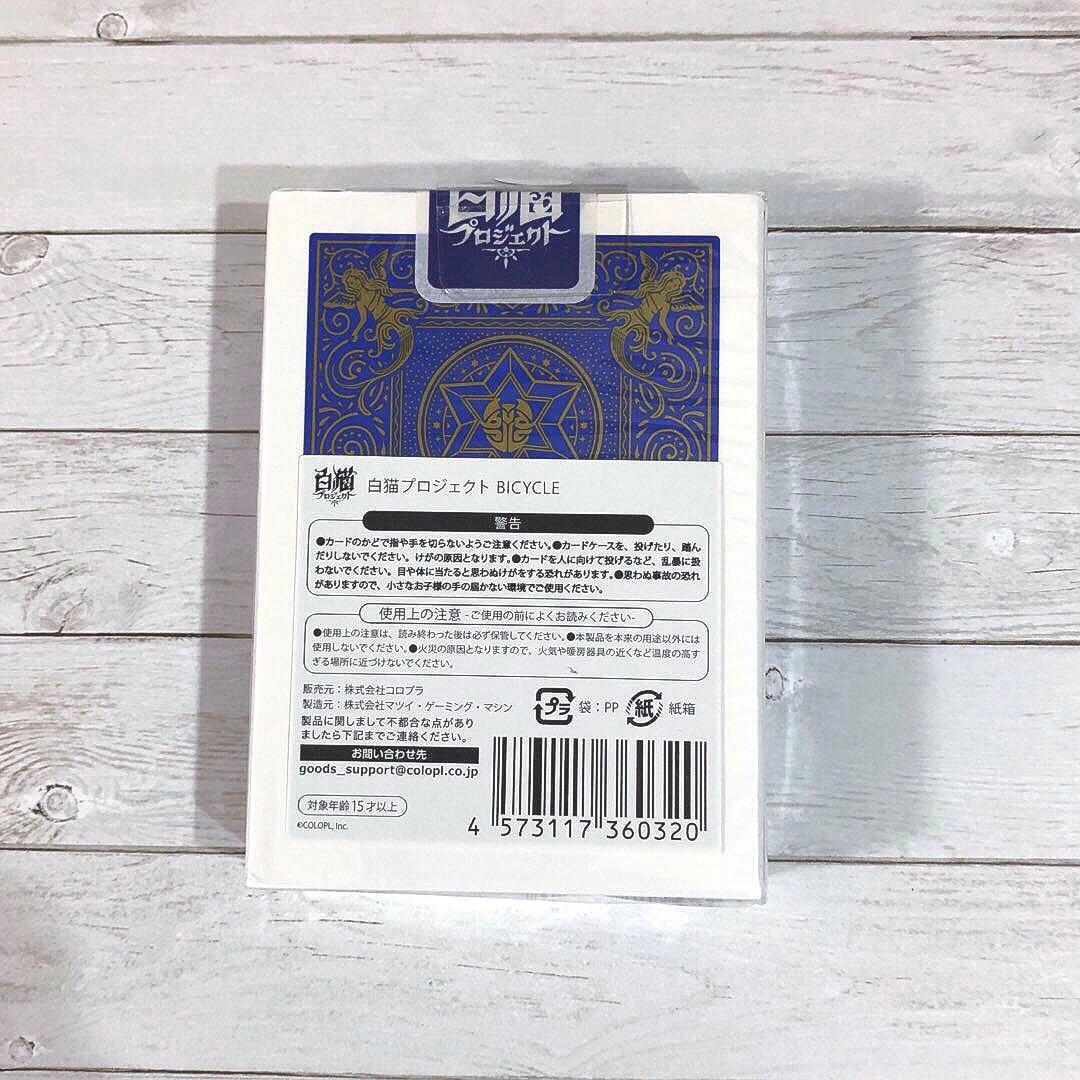 白猫
プロジェクト
白猫
プロジェクト
白猫プロジェクト BICYCLE
警告
●カードのかどで指や手を切らないようご注意ください。●カードケースを、投げたり、踏ん
だりしないでください。けがの原因となります。●カードを人に向けて投げるなど、乱暴に扱
わないでください。目や体に当たると思わぬけがをする恐れがあります。●思わぬ事故の恐れ
がありますので、小さなお子様の手の届かない環境でご使用ください。
使用上の注意 -ご使用の前によくお読みください-
●使用上の注意は、読み終わった後は必ず保管してください。●本製品を本来の用途以外には
使用しないでください。●火災の原因となりますので、火気や暖房器具の近くなど温度の高す
ぎる場所に近づけないでください。
販売元：株式会社コロプラ
製造元：株式会社マツイ・ゲーミング・マシン
プラ 袋：PP 紙 紙箱
製品に関しまして不都合な点があり
ましたら下記までご連絡ください。
お問い合わせ先
goods_support@colopl.co.jp
対象年齢15才以上
©COLOPL, Inc.
4 573117 360320